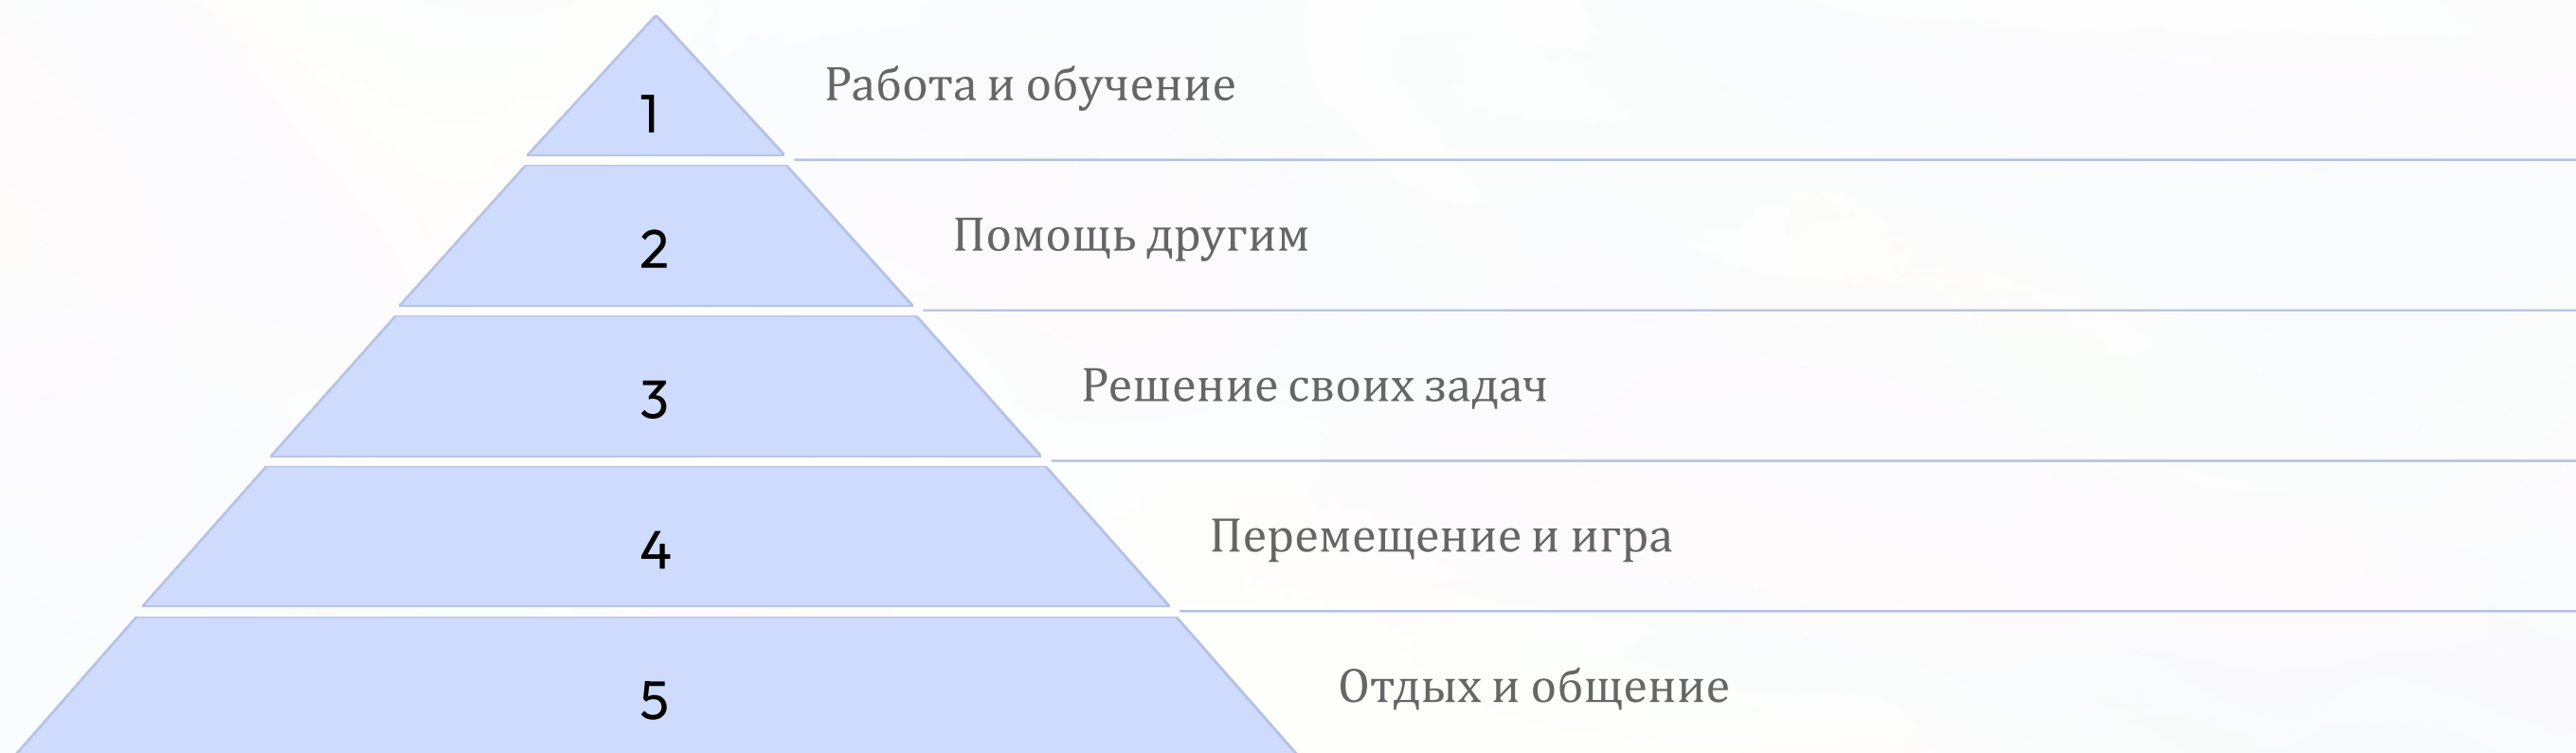 1
Работа и обучение
2
Помощь другим
3
Решение своих задач
4
Перемещение и игра
5
Отдых и общение